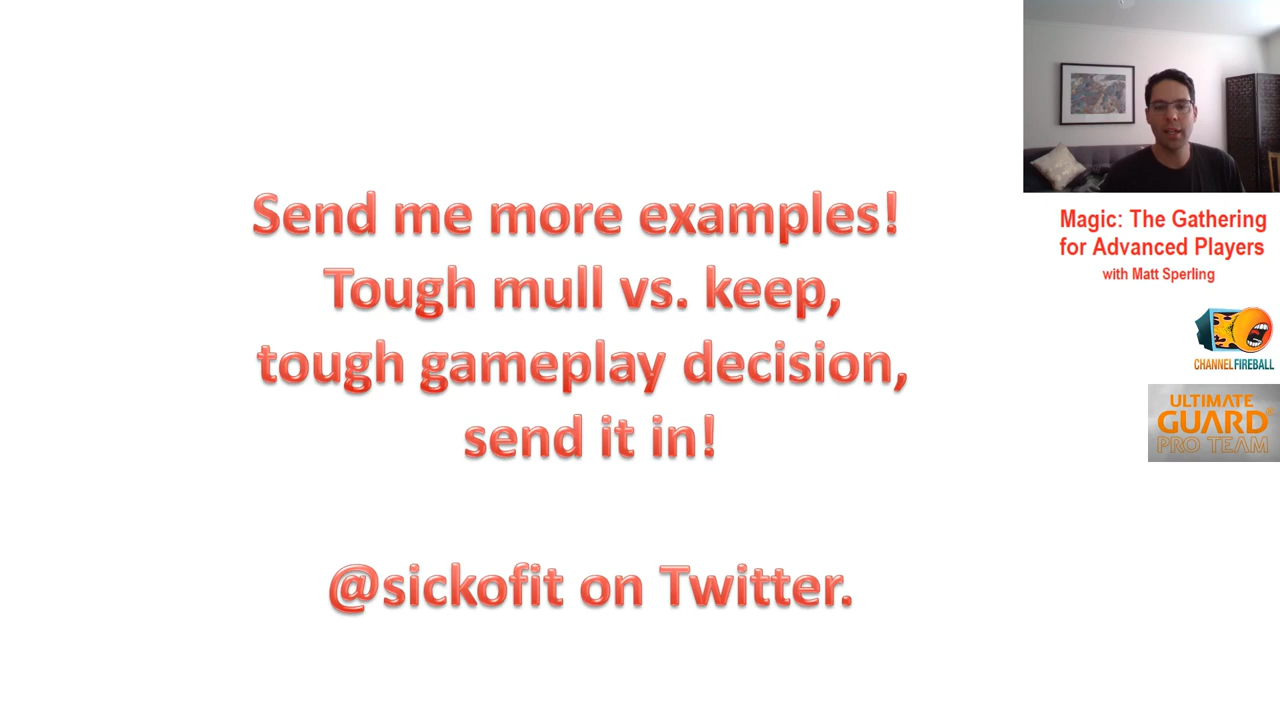 Send me more examples!
Tough mull vs. keep,
tough gameplay decision,
send it in!
@sickofit on Twitter.
Magic: The Gathering
for Advanced Players
with Matt Sperling
CHANNELFIREBALL
ULTIMATE
GUARD®
PRO TEAM